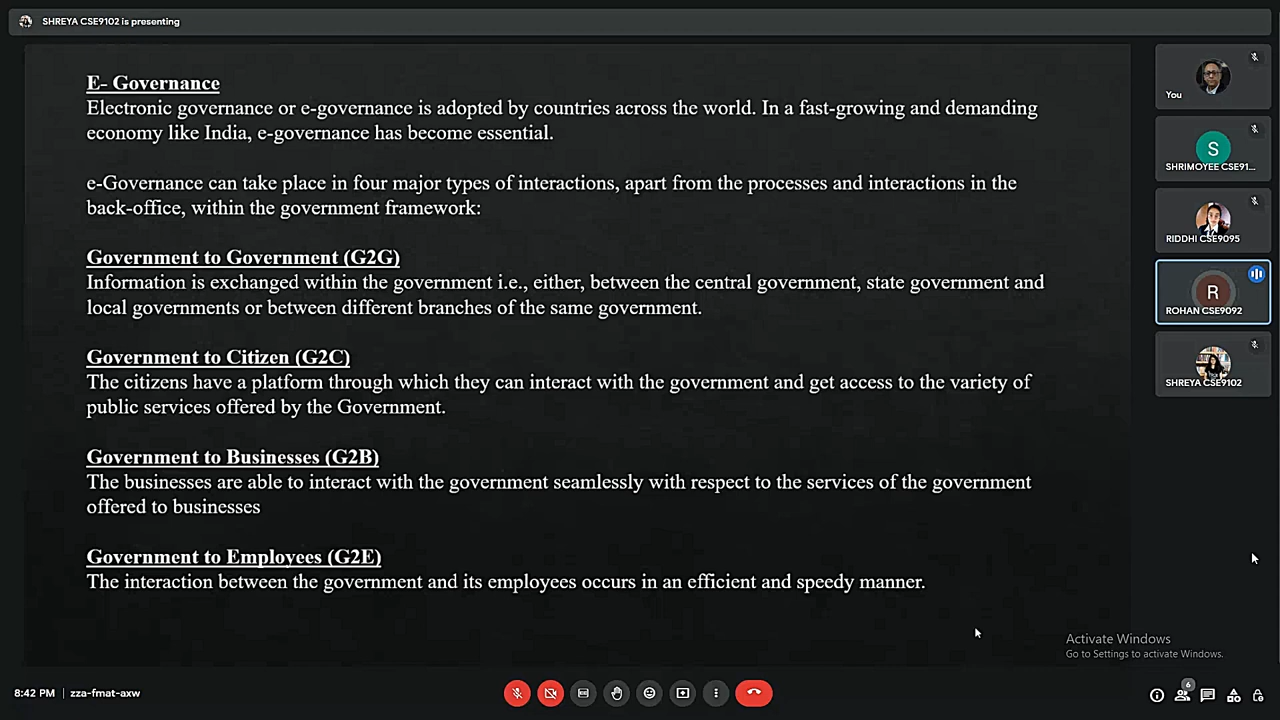 SHREYA CSE9102 is presenting
E- Governance
Electronic governance or e-governance is adopted by countries across the world. In a fast-growing and demanding
economy like India, e-governance has become essential.
e-Governance can take place in four major types of interactions, apart from the processes and interactions in the
back-office, within the government framework:
Government to Government (G2G)
Information is exchanged within the government i.e., either, between the central government, state government and
local governments or between different branches of the same government.
Government to Citizen (G2C)
The citizens have a platform through which they can interact with the government and get access to the variety of
public services offered by the Government.
Government to Businesses (G2B)
The businesses are able to interact with the government seamlessly with respect to the services of the government
offered to businesses
Government to Employees (G2E)
The interaction between the government and its employees occurs in an efficient and speedy manner.
You
S
SHRIMOYEE CSE91...
RIDDHI CSE9095
R
ROHAN CSE9092
SHREYA CSE9102
Activate Windows
Go to Settings to activate Windows.
8:42 PM | zza-fmat-axw
6